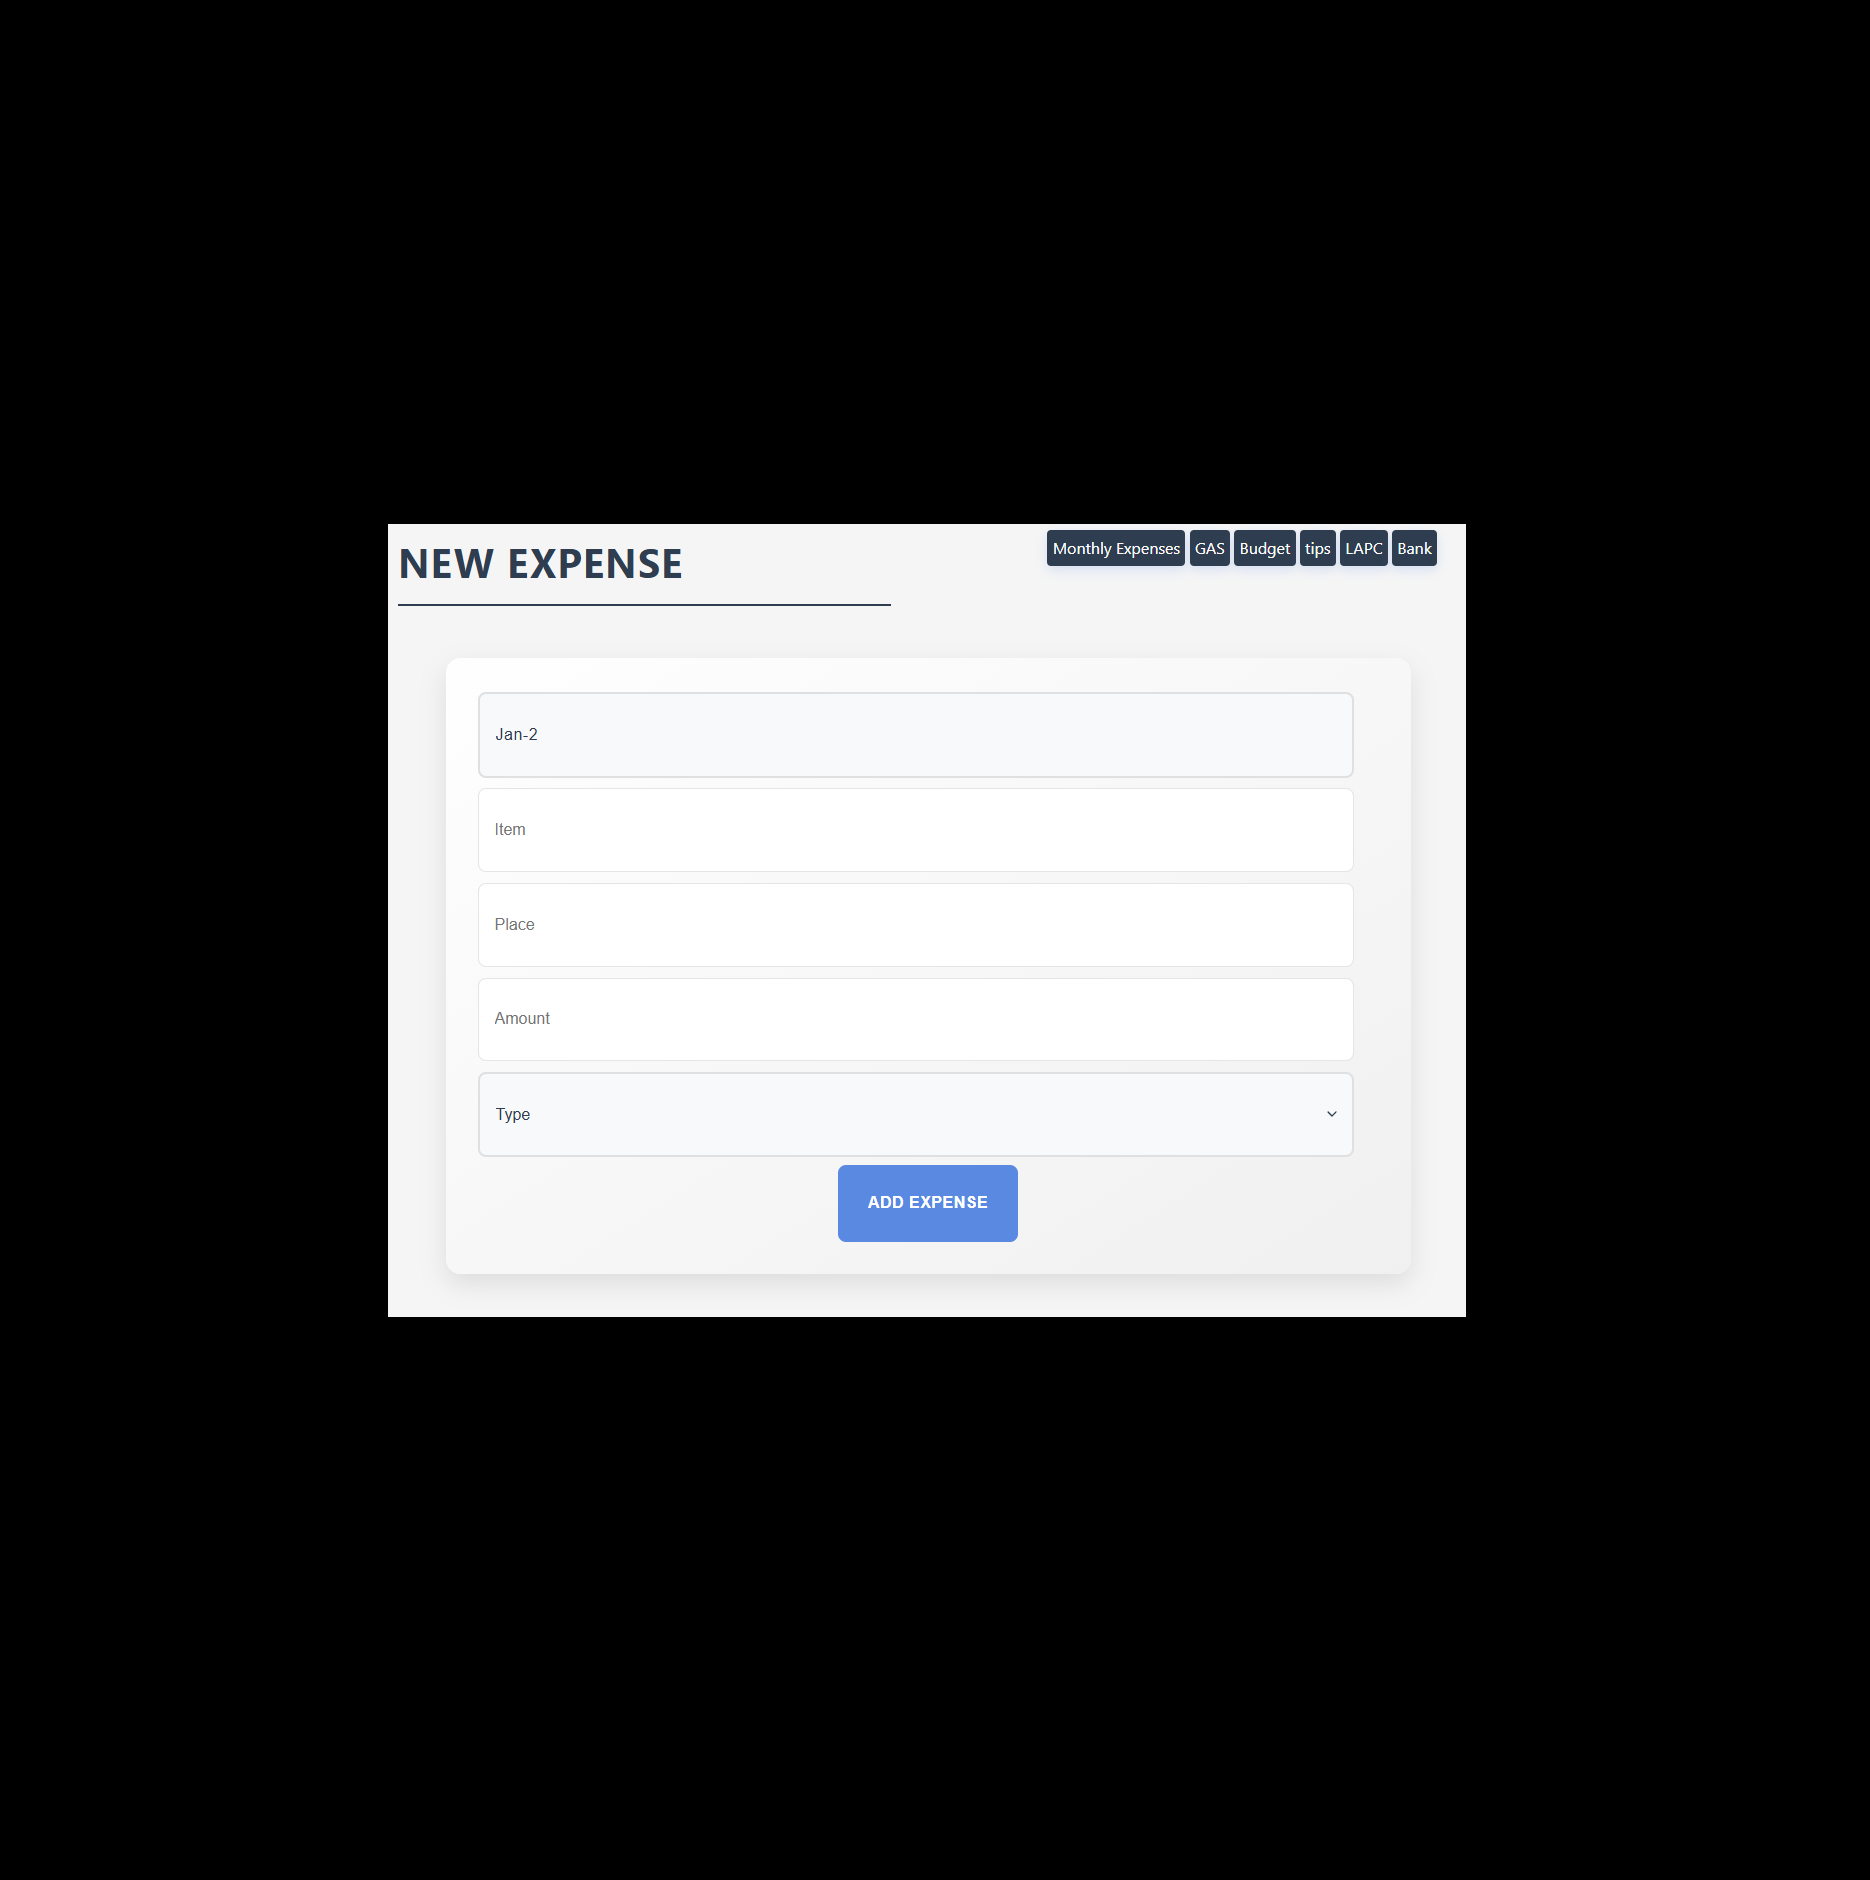 NEW EXPENSE
Monthly Expenses GAS Budget tips LAPC Bank
Jan-2
Item
Place
Amount
Type
ADD EXPENSE